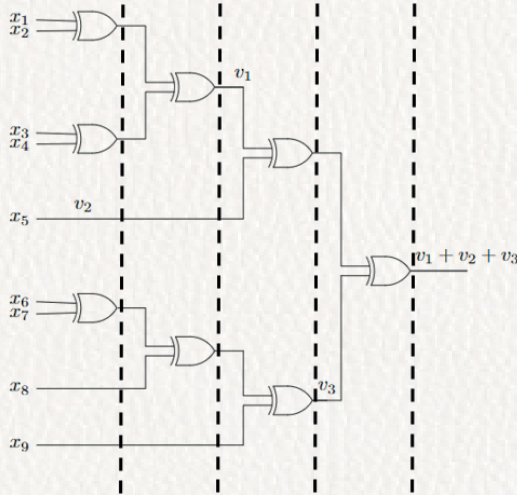 x₁
x₂
v₁
x₃
x₄
v₂
x₅
v₁ + v₂ + v₃
x₆
x₇
x₈
v₃
x₉